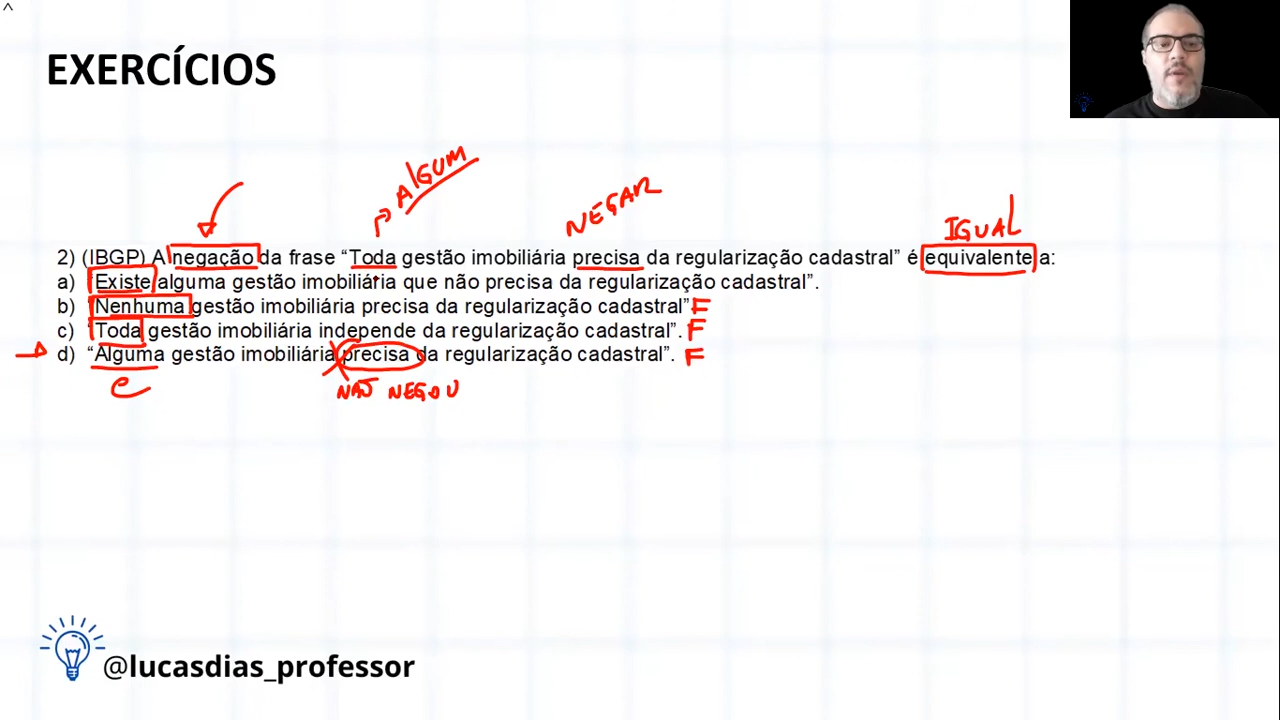 ^
EXERCÍCIOS
ALGUM
NEGAR
IGUAL
2) (IBGP) A negação da frase “Toda gestão imobiliária precisa da regularização cadastral” é equivalente a:
a) “Existe alguma gestão imobiliária que não precisa da regularização cadastral”.
b) “Nenhuma gestão imobiliária precisa da regularização cadastral” F
c) “Toda gestão imobiliária independe da regularização cadastral”. F
d) “Alguma gestão imobiliária precisa da regularização cadastral”. F
e NÃO NEGOU
@lucasdias_professor